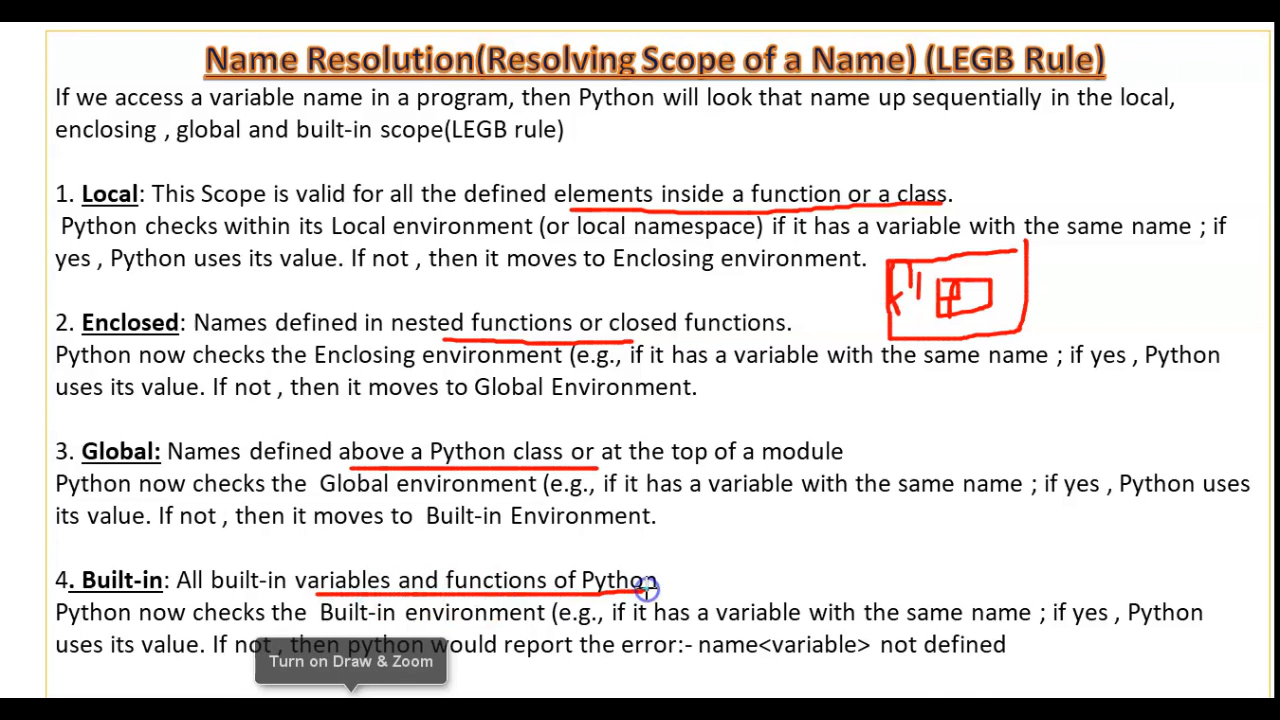 Name Resolution(Resolving Scope of a Name) (LEGB Rule)
If we access a variable name in a program, then Python will look that name up sequentially in the local,
enclosing , global and built-in scope(LEGB rule)
1. Local: This Scope is valid for all the defined elements inside a function or a class.
Python checks within its Local environment (or local namespace) if it has a variable with the same name ; if
yes , Python uses its value. If not , then it moves to Enclosing environment.
2. Enclosed: Names defined in nested functions or closed functions.
Python now checks the Enclosing environment (e.g., if it has a variable with the same name ; if yes , Python
uses its value. If not , then it moves to Global Environment.
3. Global: Names defined above a Python class or at the top of a module
Python now checks the Global environment (e.g., if it has a variable with the same name ; if yes , Python uses
its value. If not , then it moves to Built-in Environment.
4. Built-in: All built-in variables and functions of Python
Python now checks the Built-in environment (e.g., if it has a variable with the same name ; if yes , Python
uses its value. If not , then python would report the error:- name<variable> not defined
Turn on Draw & Zoom